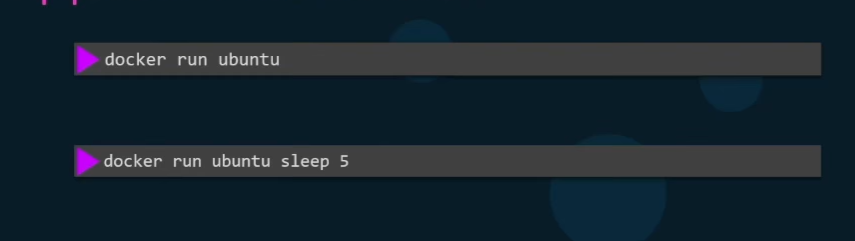 docker run ubuntu
docker run ubuntu sleep 5